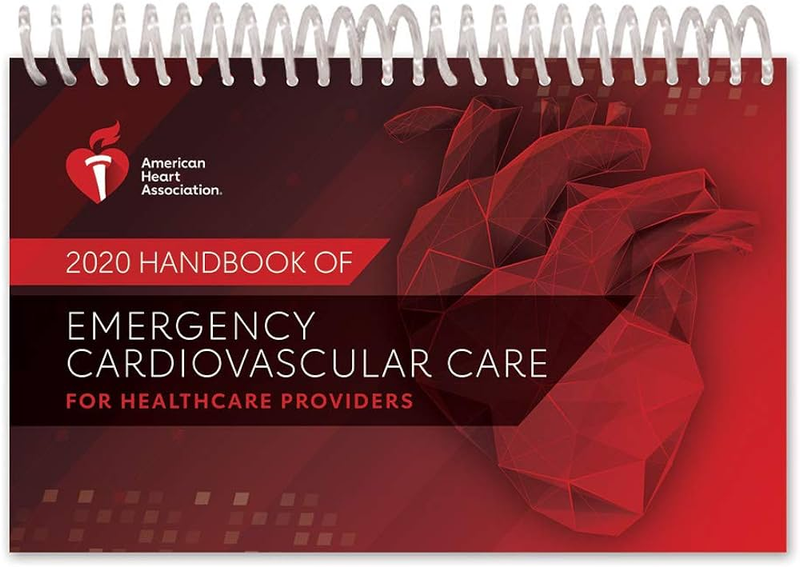 American
Heart
Association.
2020 HANDBOOK OF
EMERGENCY
CARDIOVASCULAR CARE
FOR HEALTHCARE PROVIDERS